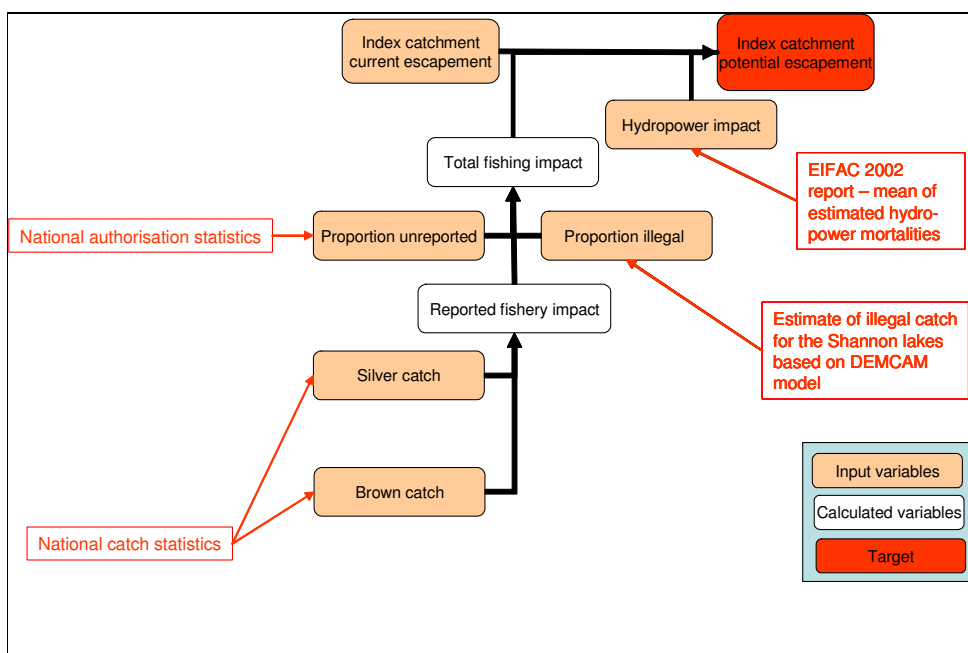 Index catchment
current escapement
Index catchment
potential escapement
Hydropower impact
Total fishing impact
EIFAC 2002
report – mean of
estimated hydro-
power mortalities
National authorisation statistics
Proportion unreported
Proportion illegal
Reported fishery impact
Estimate of illegal catch
for the Shannon lakes
based on DEMCAM
model
Silver catch
Brown catch
National catch statistics
Input variables
Calculated variables
Target